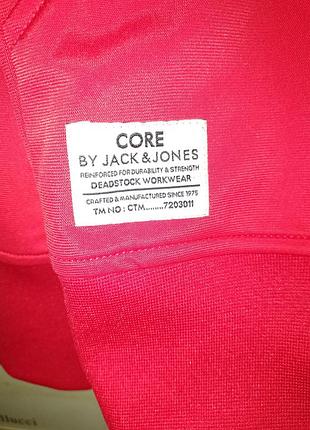 CORE
BY JACK & JONES
REINFORCED FOR DURABILITY & STRENGTH
DEADSTOCK WORKWEAR
CRAFTED & MANUFACTURED SINCE 1975
TM NO : CTM.........7203011